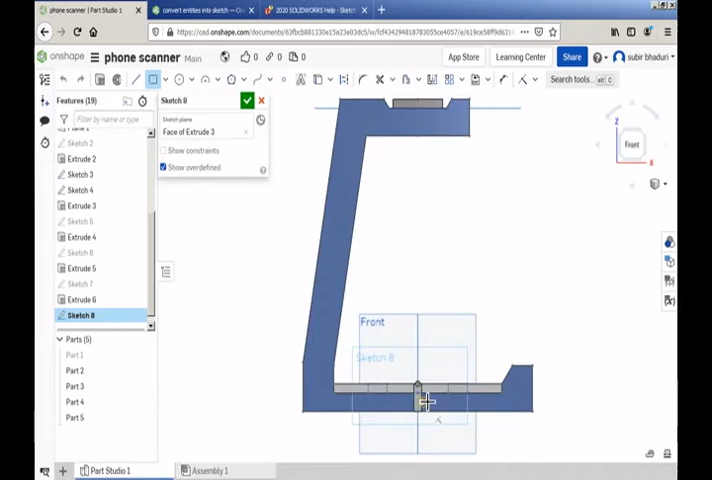 phone scanner | Part Studio 1
convert entities into sketch —
2020 SOLIDWORKS Help - Sketch
onshape
phone scanner
Main
0
0
0
App Store
Learning Center
Share
subir bhaduri
Search tools...
Features (19)
Filter by name or type
Sketch 2
Extrude 2
Sketch 3
Sketch 4
Extrude 3
Sketch 5
Extrude 4
Sketch 6
Extrude 5
Sketch 7
Extrude 6
Sketch 8
Parts (5)
Part 1
Part 2
Part 3
Part 4
Part 5
Sketch 8
Sketch plane
Face of Extrude 3
Show constraints
Show overdefined
Front
Sketch 8
Z
Front
X
Part Studio 1
Assembly 1